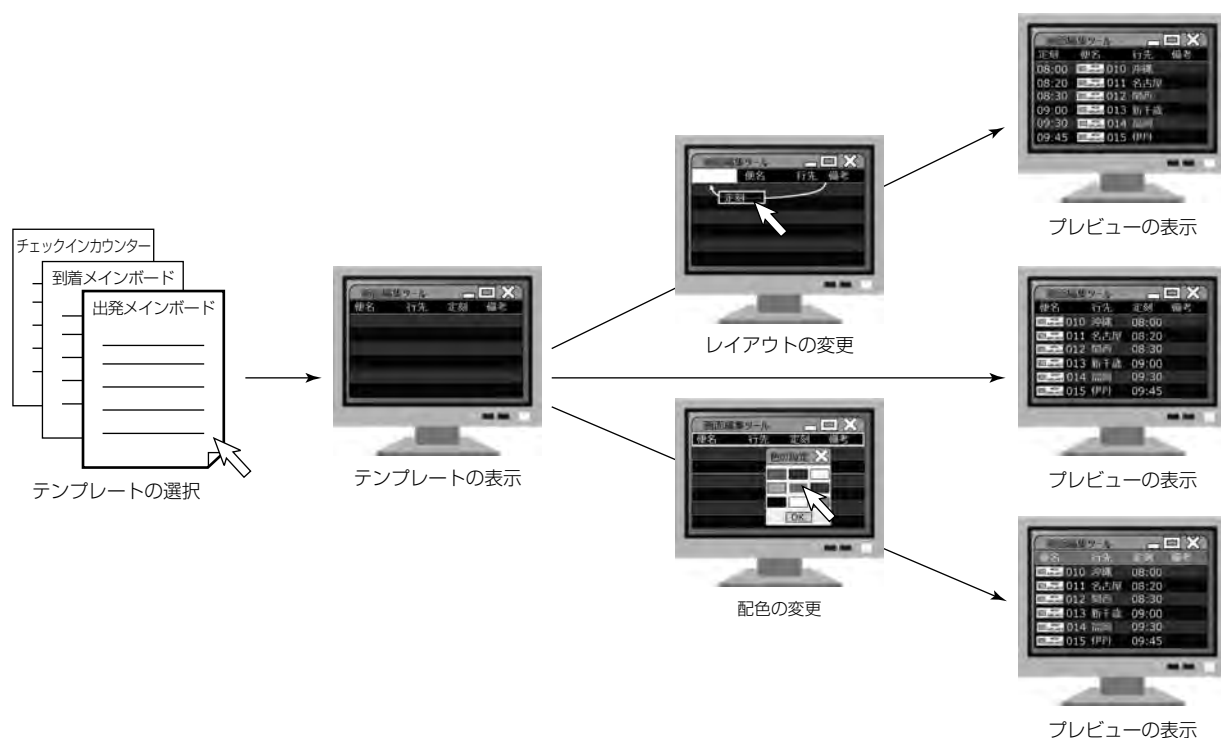 チェックインカウンター
到着メインボード
出発メインボード
テンプレートの選択
画面編集ツール
便名 行先 定刻 備考
テンプレートの表示
画面編集ツール
便名 行先 備考
定刻
レイアウトの変更
画面編集ツール
便名 行先 定刻 備考
色の設定
OK
配色の変更
画面編集ツール
定刻 便名 行先 備考
08:00 010 沖縄
08:20 011 名古屋
08:30 012 関西
09:00 013 新千歳
09:30 014 福岡
09:45 015 伊丹
プレビューの表示
画面編集ツール
便名 行先 定刻 備考
010 沖縄 08:00
011 名古屋 08:20
012 関西 08:30
013 新千歳 09:00
014 福岡 09:30
015 伊丹 09:45
プレビューの表示
画面編集ツール
便名 行先 定刻 備考
010 沖縄 08:00
011 名古屋 08:20
012 関西 08:30
013 新千歳 09:00
014 福岡 09:30
015 伊丹 09:45
プレビューの表示